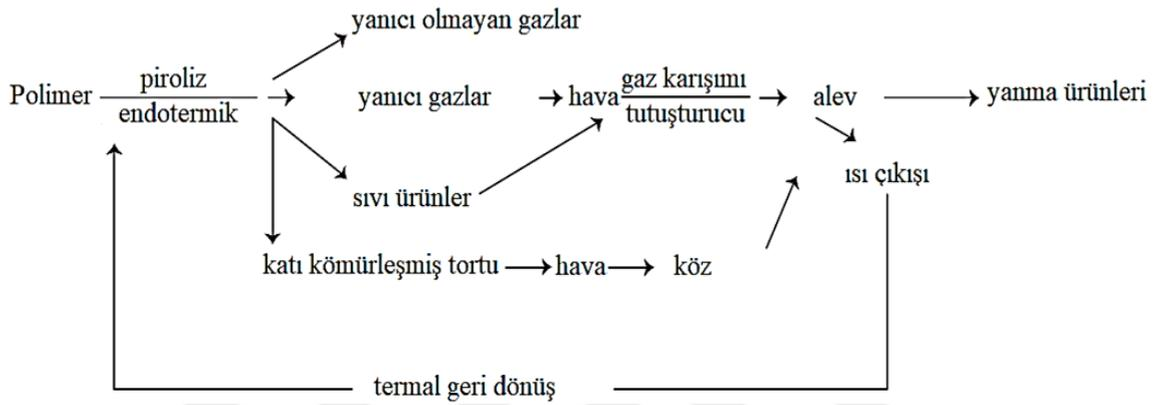 yanıcı olmayan gazlar
Polimer
piroliz
endotermik
yanıcı gazlar
hava
gaz karışımı
tutuşturucu
alev
yanma ürünleri
ısı çıkışı
sıvı ürünler
katı kömürleşmiş tortu
hava
köz
termal geri dönüş